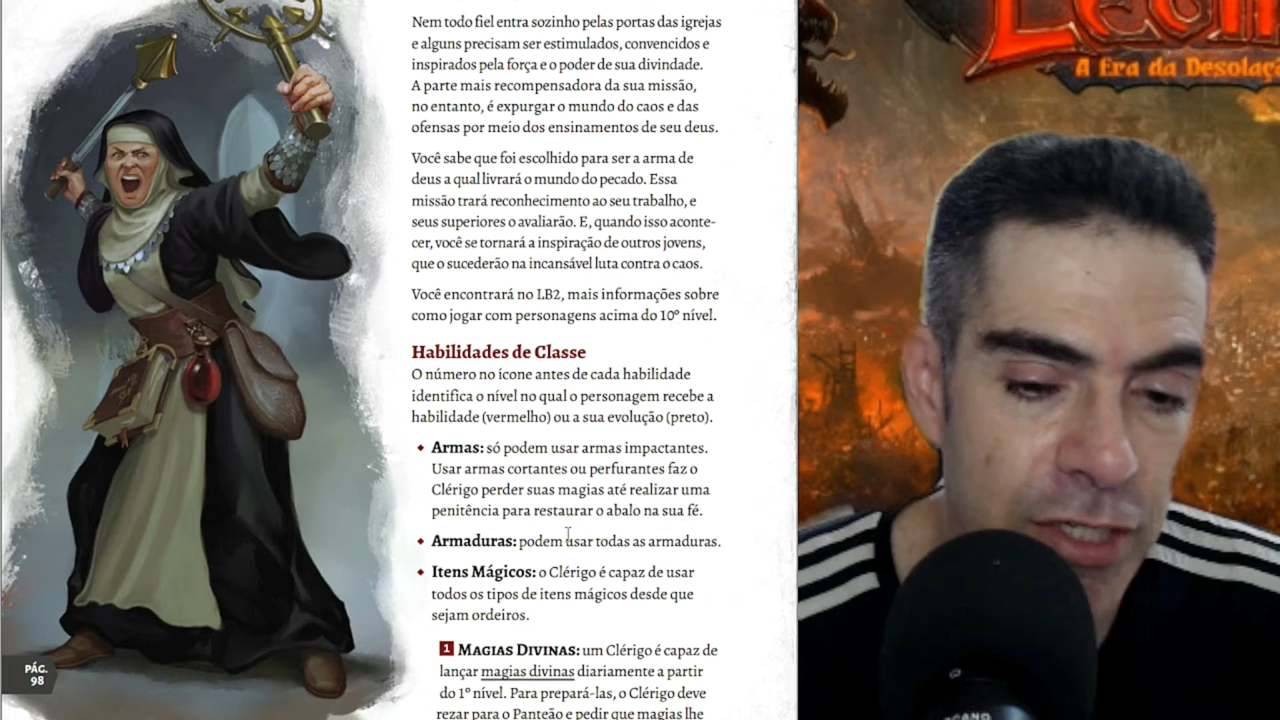 Nem todo fiel entra sozinho pelas portas das igrejas
e alguns precisam ser estimulados, convencidos e
inspirados pela força e o poder de sua divindade.
A parte mais recompensadora da sua missão,
no entanto, é expurgar o mundo do caos e das
ofensas por meio dos ensinamentos de seu deus.
Você sabe que foi escolhido para ser a arma de
deus a qual livrará o mundo do pecado. Essa
missão trará reconhecimento ao seu trabalho, e
seus superiores o avaliarão. E, quando isso aconte-
cer, você se tornará a inspiração de outros jovens,
que o sucederão na incansável luta contra o caos.
Você encontrará no LB2, mais informações sobre
como jogar com personagens acima do 10º nível.
Habilidades de Classe
O número no ícone antes de cada habilidade
identifica o nível no qual o personagem recebe a
habilidade (vermelho) ou a sua evolução (preto).
Armas: só podem usar armas impactantes.
Usar armas cortantes ou perfurantes faz o
Clérigo perder suas magias até realizar uma
penitência para restaurar o abalo na sua fé.
Armaduras: podem usar todas as armaduras.
Itens Mágicos: o Clérigo é capaz de usar
todos os tipos de itens mágicos desde que
sejam ordeiros.
1 MAGIAS DIVINAS: um Clérigo é capaz de
lançar magias divinas diariamente a partir
do 1º nível. Para prepará-las, o Clérigo deve
rezar para o Panteão e pedir que magias lhe
PÁG.
98
A Era da Desolaç